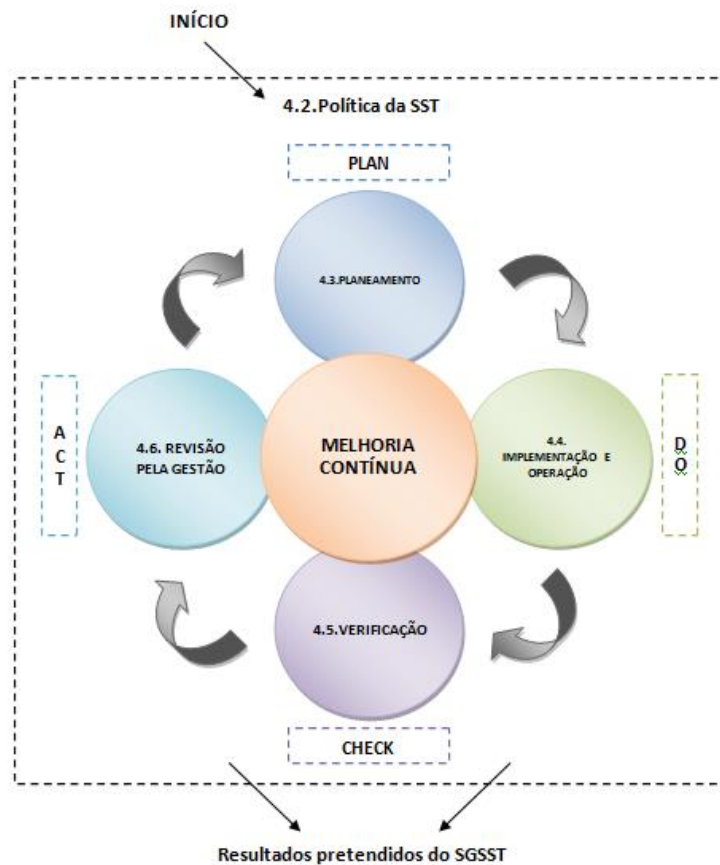 INÍCIO
4.2.Política da SST
PLAN
4.3.PLANEAMENTO
A
C
T
4.6. REVISÃO
PELA GESTÃO
MELHORIA
CONTÍNUA
4.4.
IMPLEMENTAÇÃO E
OPERAÇÃO
D
O
4.5.VERIFICAÇÃO
CHECK
Resultados pretendidos do SGSST